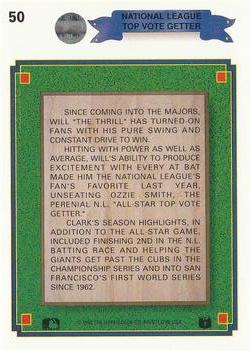 50
NATIONAL LEAGUE
TOP VOTE GETTER
SINCE COMING INTO THE MAJORS,
WILL "THE THRILL" HAS TURNED ON
FANS WITH HIS PURE SWING AND
CONSTANT DRIVE TO WIN.
HITTING WITH POWER AS WELL AS
AVERAGE, WILL'S ABILITY TO PRODUCE
EXCITEMENT WITH EVERY AT BAT
MADE HIM THE NATIONAL LEAGUE'S
FAN'S FAVORITE LAST YEAR,
UNSEATING OZZIE SMITH, THE
PERENIAL N.L. "ALL-STAR TOP VOTE
GETTER."
CLARK'S SEASON HIGHLIGHTS, IN
ADDITION TO THE ALL-STAR GAME,
INCLUDED FINISHING 2ND IN THE N.L.
BATTING RACE AND HELPING THE
GIANTS GET PAST THE CUBS IN THE
CHAMPIONSHIP SERIES AND INTO SAN
FRANCISCO'S FIRST WORLD SERIES
SINCE 1962.